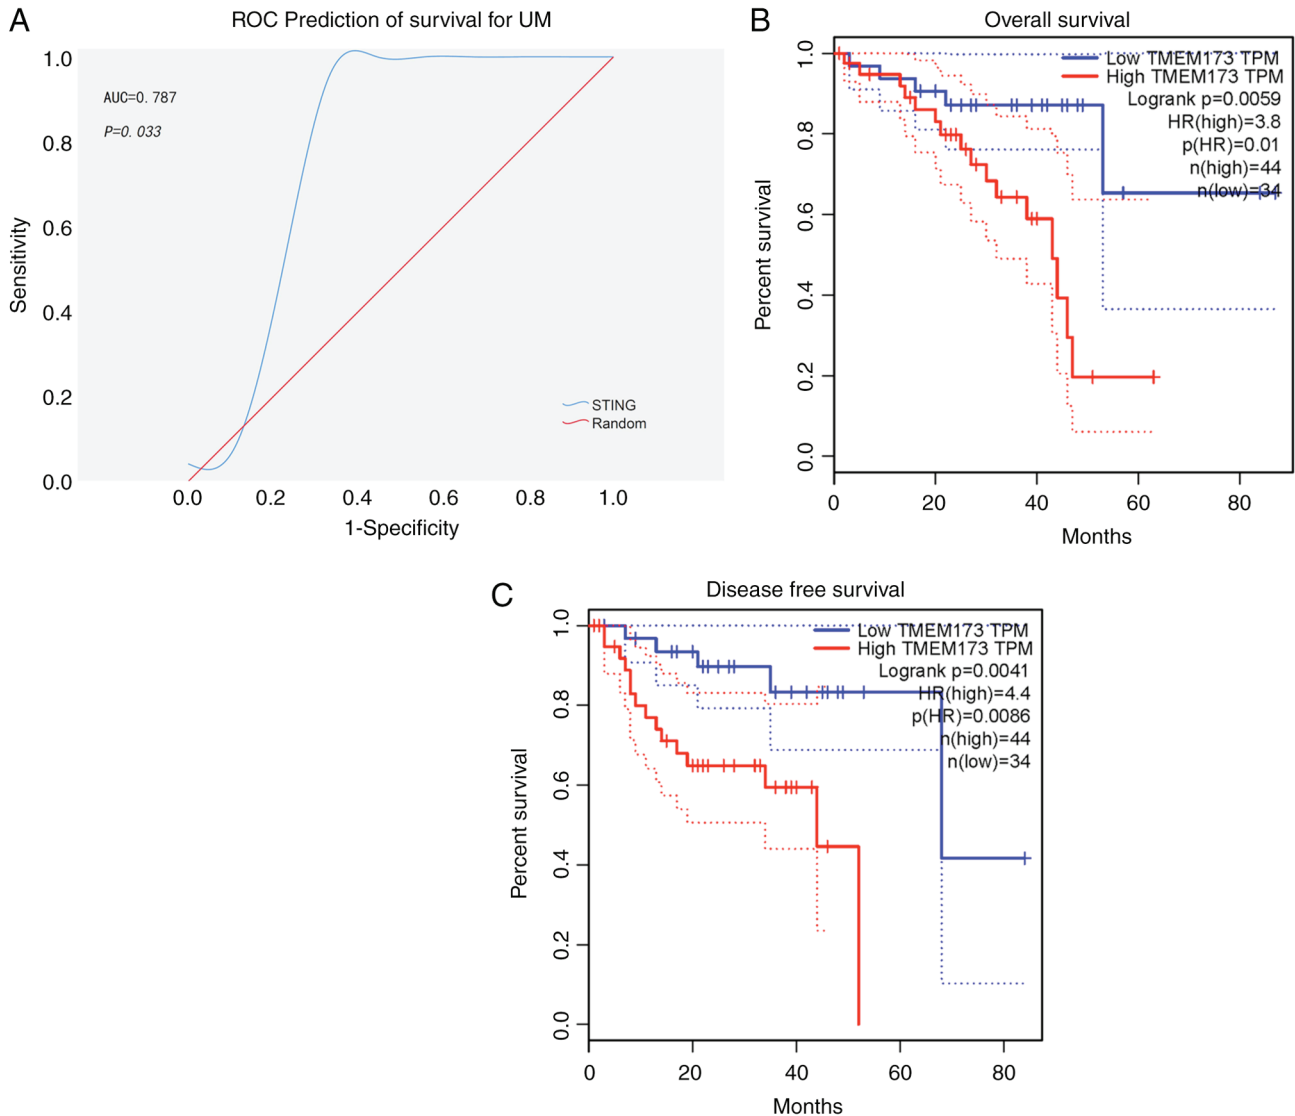 A
ROC Prediction of survival for UM
AUC=0.787
P=0.033
Sensitivity
1.0
0.8
0.6
0.4
0.2
0.0
STING
Random
0.0 0.2 0.4 0.6 0.8 1.0
1-Specificity
B
Overall survival
Low TMEM173 TPM
High TMEM173 TPM
Logrank p=0.0059
HR(high)=3.8
p(HR)=0.01
n(high)=44
n(low)=34
Percent survival
1.0
0.8
0.6
0.4
0.2
0.0
0 20 40 60 80
Months
C
Disease free survival
Low TMEM173 TPM
High TMEM173 TPM
Logrank p=0.0041
HR(high)=4.4
p(HR)=0.0086
n(high)=44
n(low)=34
Percent survival
1.0
0.8
0.6
0.4
0.2
0.0
0 20 40 60 80
Months